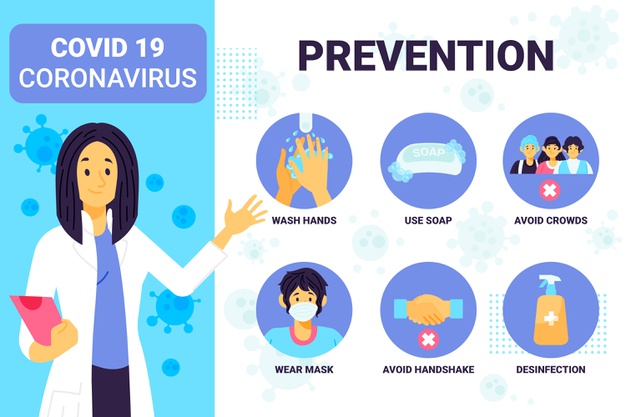 COVID 19
CORONAVIRUS
PREVENTION
SOAP
WASH HANDS
USE SOAP
AVOID CROWDS
WEAR MASK
AVOID HANDSHAKE
DESINFECTION